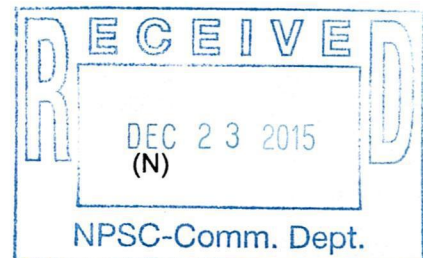 RECEIVED
DEC 23 2015
(N)
NPSC-Comm. Dept.